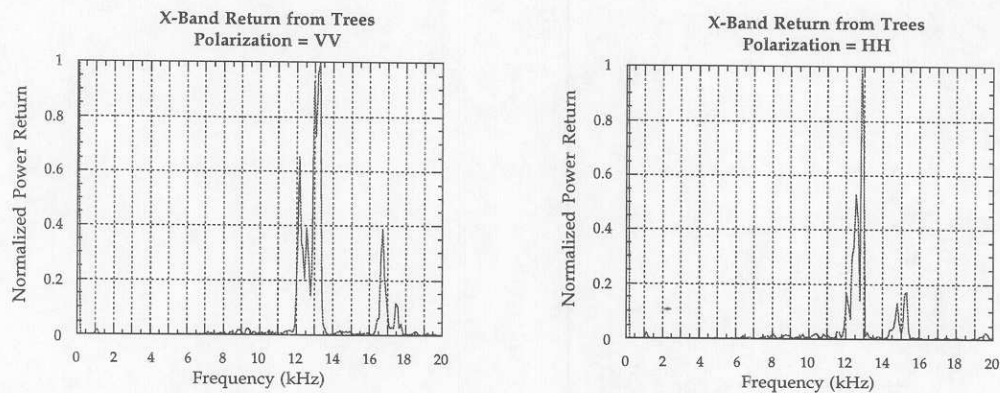 X-Band Return from Trees
Polarization = VV
Normalized Power Return
1
0.8
0.6
0.4
0.2
0
0 2 4 6 8 10 12 14 16 18 20
Frequency (kHz)
X-Band Return from Trees
Polarization = HH
Normalized Power Return
1
0.8
0.6
0.4
0.2
0
0 2 4 6 8 10 12 14 16 18 20
Frequency (kHz)